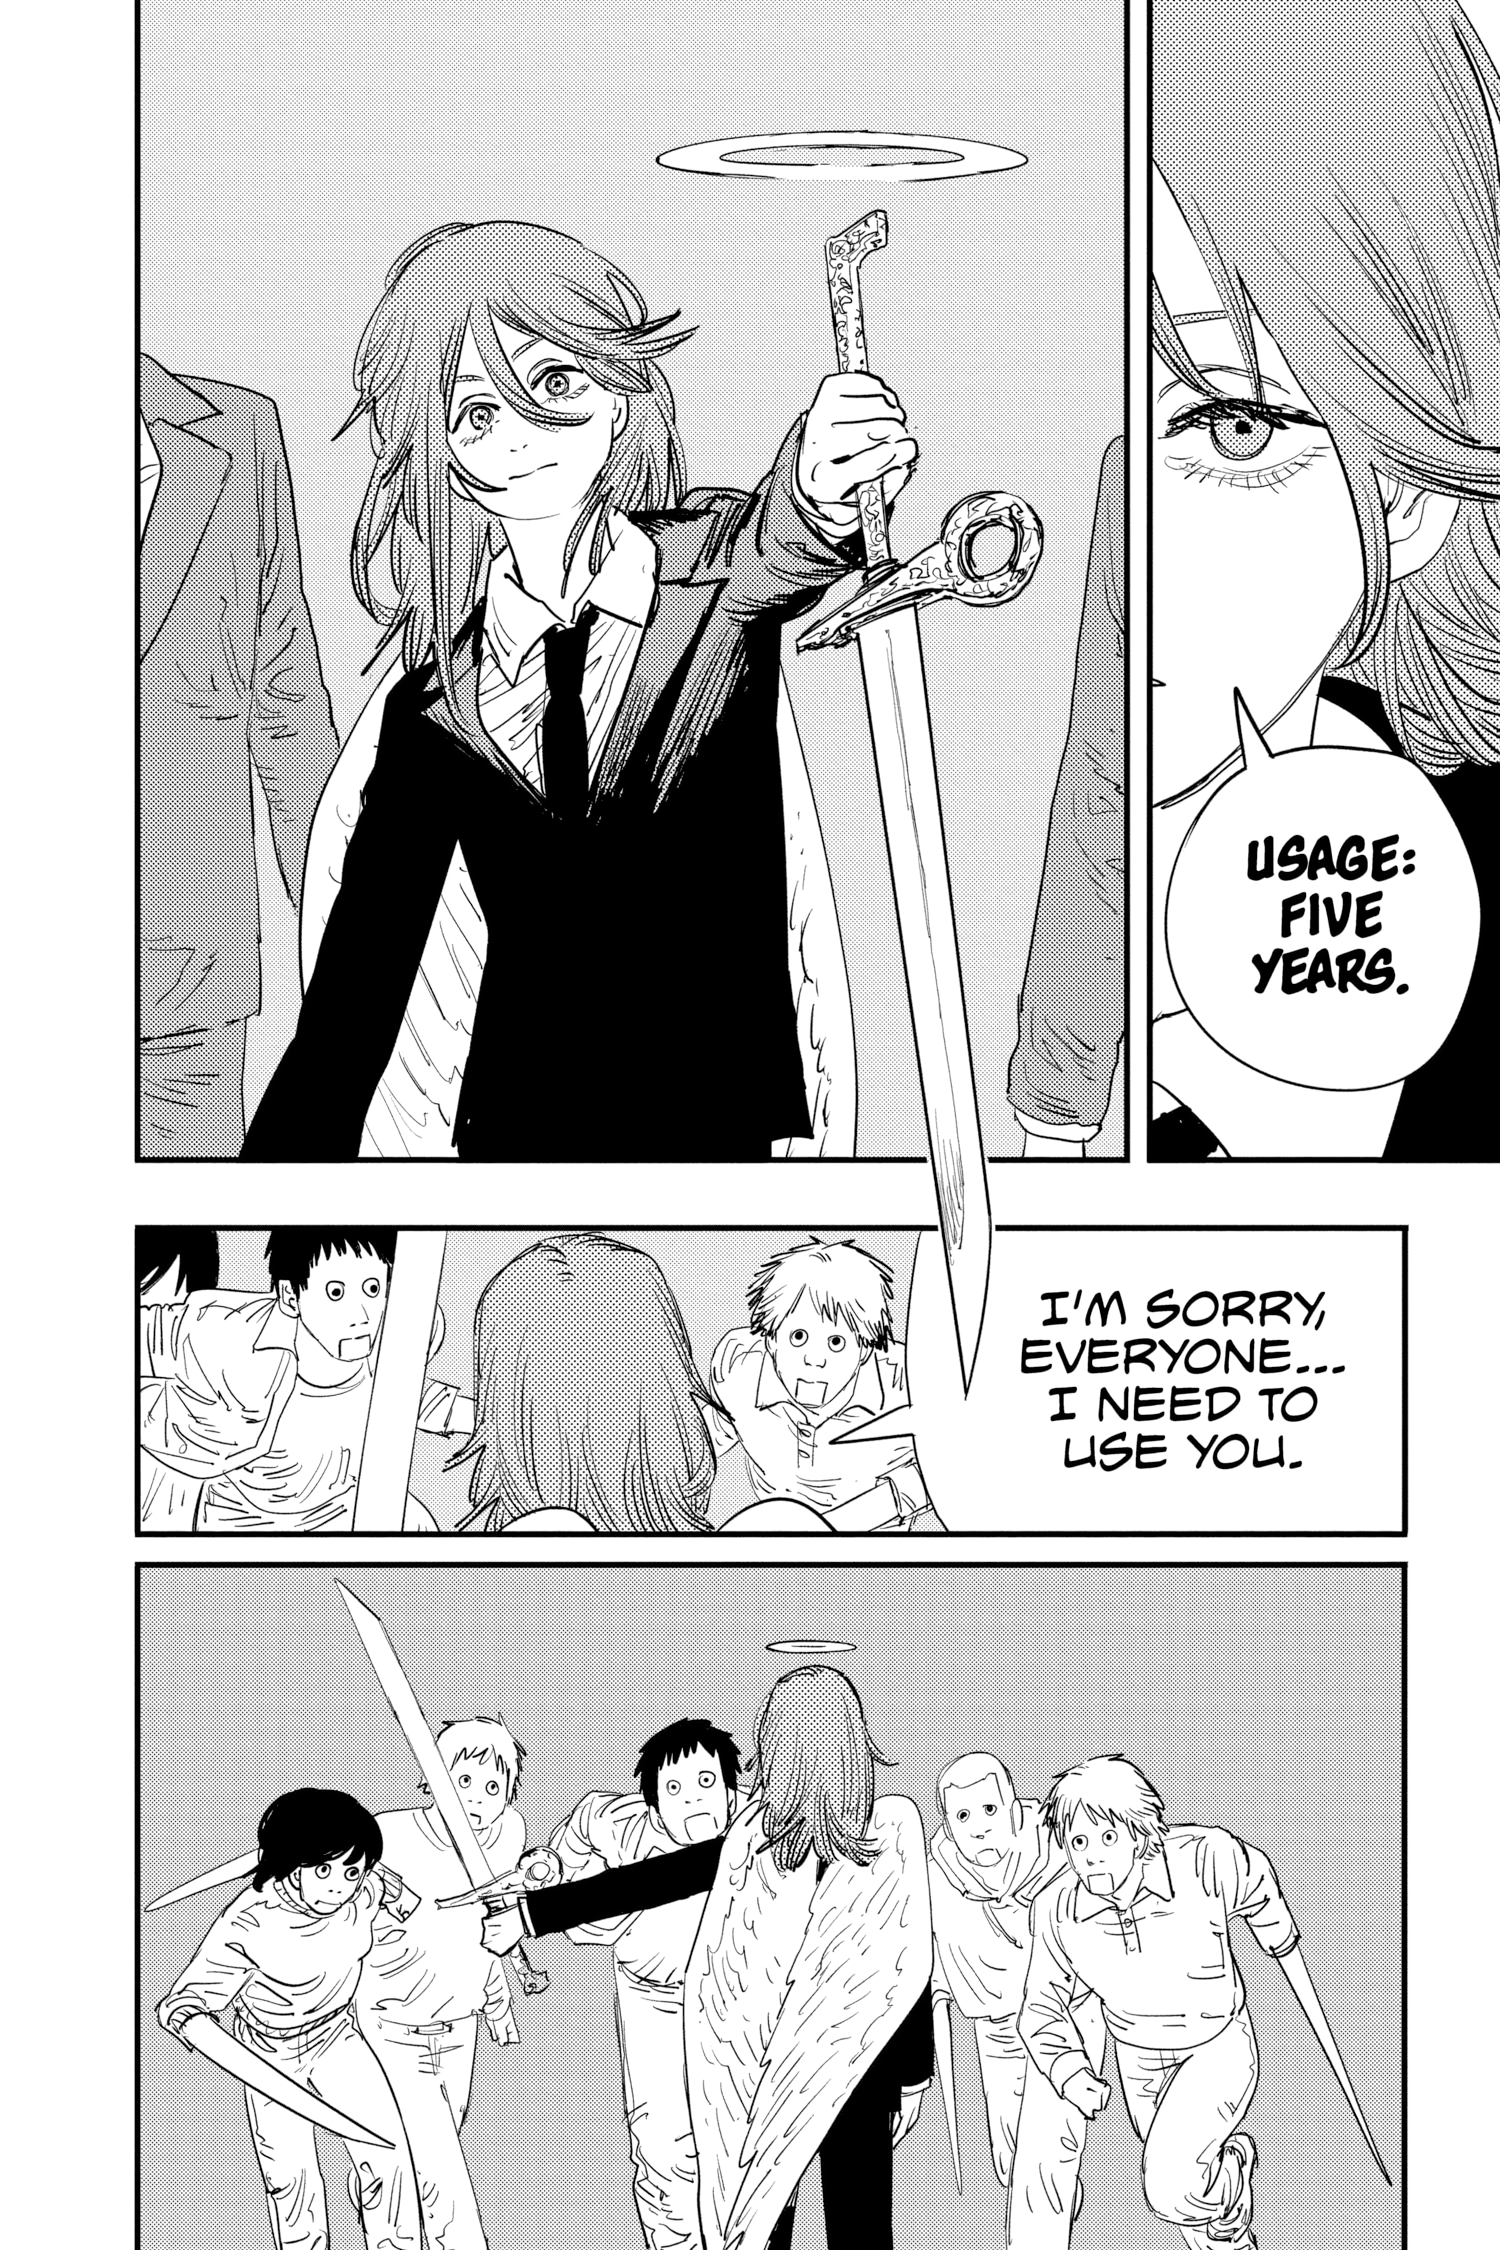 USAGE:
FIVE
YEARS.
I'M SORRY,
EVERYONE...
I NEED TO
USE YOU.